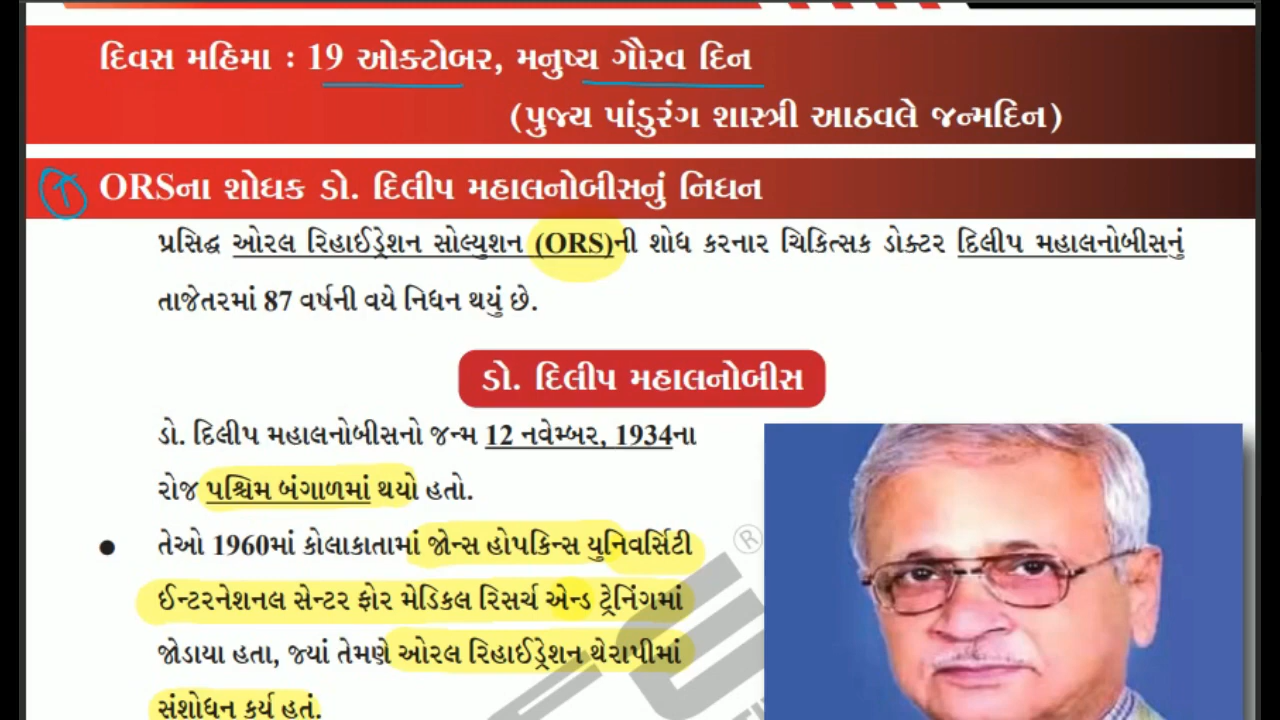 દિવસ મહિમા : 19 ઓક્ટોબર, મનુષ્ય ગૌરવ દિન
(પુજ્ય પાંડુરંગ શાસ્ત્રી આઠવલે જન્મદિન)
1 ORSના શોધક ડો. દિલીપ મહાલનોબીસનું નિધન
પ્રસિદ્ધ ઓરલ રિહાઈડ્રેશન સોલ્યુશન (ORS)ની શોધ કરનાર ચિકિત્સક ડોક્ટર દિલીપ મહાલનોબીસનું
તાજેતરમાં 87 વર્ષની વયે નિધન થયું છે.
ડો. દિલીપ મહાલનોબીસ
ડો. દિલીપ મહાલનોબીસનો જન્મ 12 નવેમ્બર, 1934ના
રોજ પશ્ચિમ બંગાળમાં થયો હતો.
● તેઓ 1960માં કોલાકાતામાં જોન્સ હોપકિન્સ યુનિવર્સિટી
ઈન્ટરનેશનલ સેન્ટર ફોર મેડિકલ રિસર્ચ એન્ડ ટ્રેનિંગમાં
જોડાયા હતા, જ્યાં તેમણે ઓરલ રિહાઈડ્રેશન થેરાપીમાં
સંશોધન કર્ય હતં.